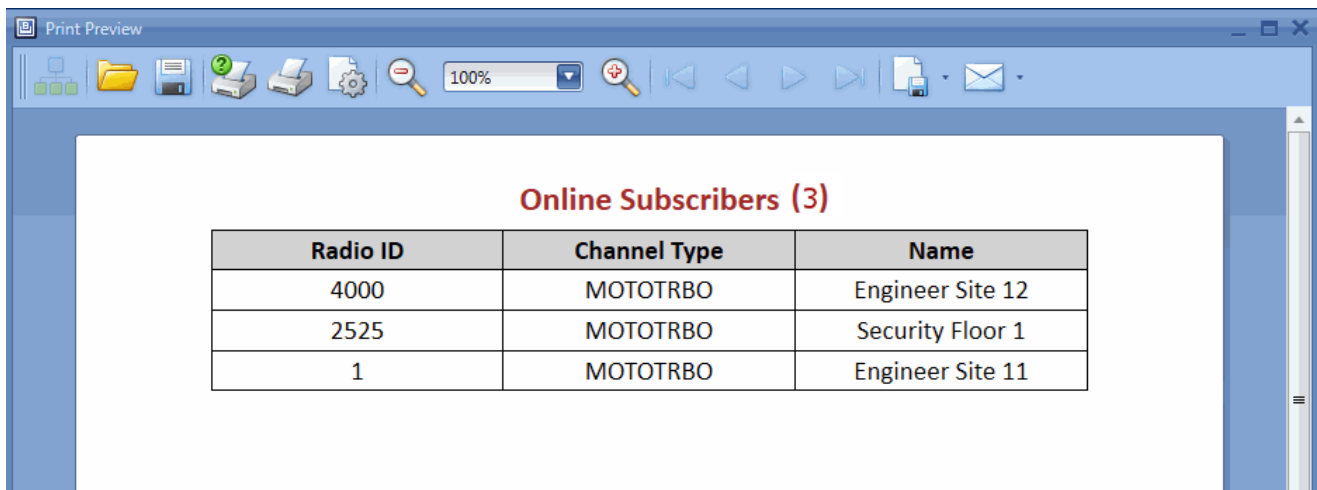 Print Preview
100%
Online Subscribers (3)
Radio ID Channel Type Name
4000 MOTOTRBO Engineer Site 12
2525 MOTOTRBO Security Floor 1
1 MOTOTRBO Engineer Site 11